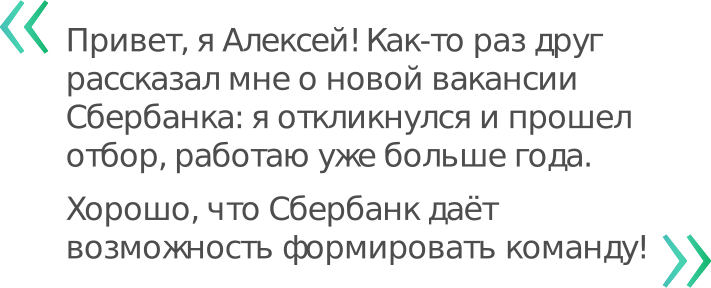 Привет, я Алексей! Как-то раз друг
рассказал мне о новой вакансии
Сбербанка: я откликнулся и прошел
отбор, работаю уже больше года.
Хорошо, что Сбербанк даёт
возможность формировать команду!